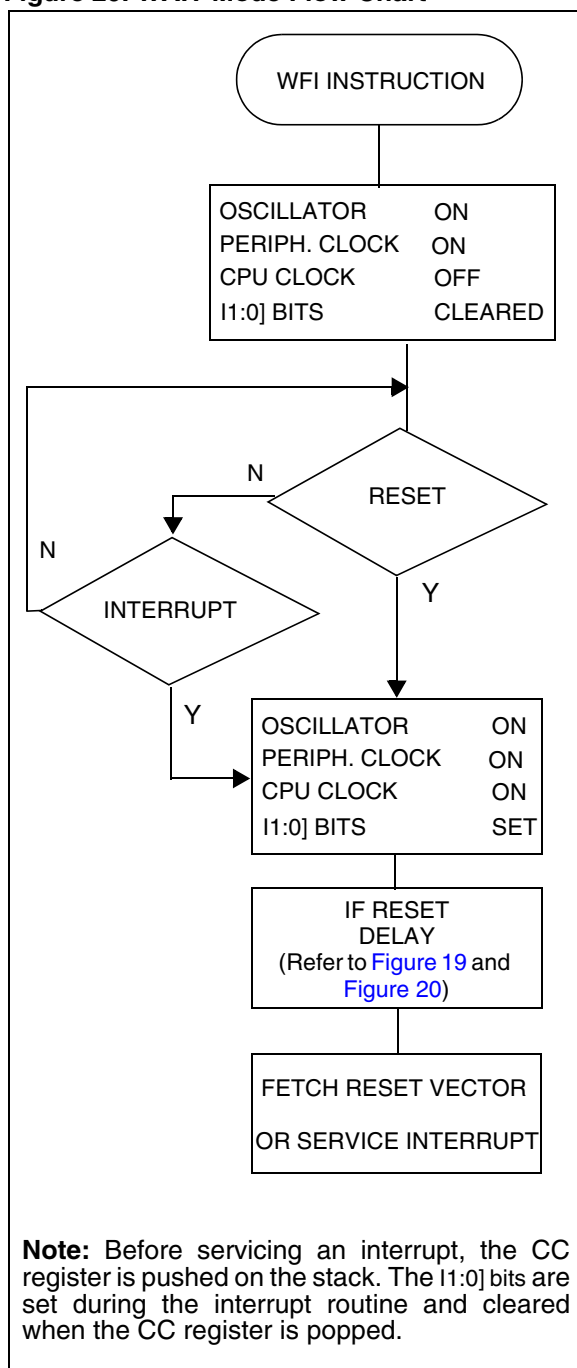 WFI INSTRUCTION
OSCILLATOR ON
PERIPH. CLOCK ON
CPU CLOCK OFF
I1:0] BITS CLEARED
N
RESET
N
INTERRUPT
Y
Y
OSCILLATOR ON
PERIPH. CLOCK ON
CPU CLOCK ON
I1:0] BITS SET
IF RESET
DELAY
(Refer to Figure 19 and
Figure 20)
FETCH RESET VECTOR
OR SERVICE INTERRUPT
Note: Before servicing an interrupt, the CC
register is pushed on the stack. The I1:0] bits are
set during the interrupt routine and cleared
when the CC register is popped.